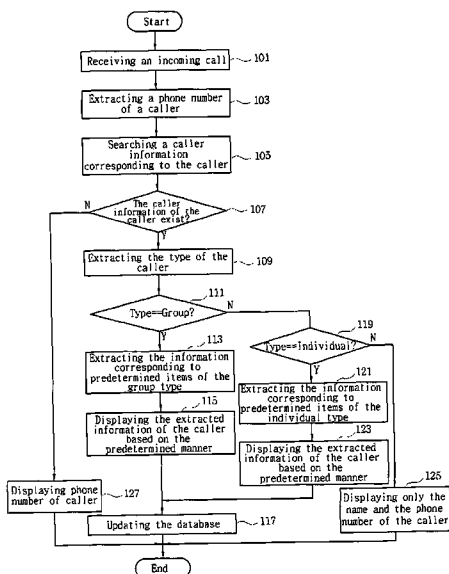 Start
Receiving an incoming call
101
Extracting a phone number
of a caller
103
Searching a caller
information
corresponding to the caller
105
The caller
information of the
caller exist?
107
N
Y
Extracting the type of the
caller
109
Type==Group?
111
N
Y
Type==individual?
119
N
Y
Extracting the information
corresponding to
predetermined items of the
group type
113
Extracting the information
corresponding to
predetermined items of the
individual type
121
Displaying the extracted
information of the caller
based on the
predetermined manner
115
Displaying the extracted
information of the caller
based on the
predetermined manner
123
Displaying phone
number of caller
127
Updating the database
117
Displaying only the
name and the phone
number of the caller
125
End